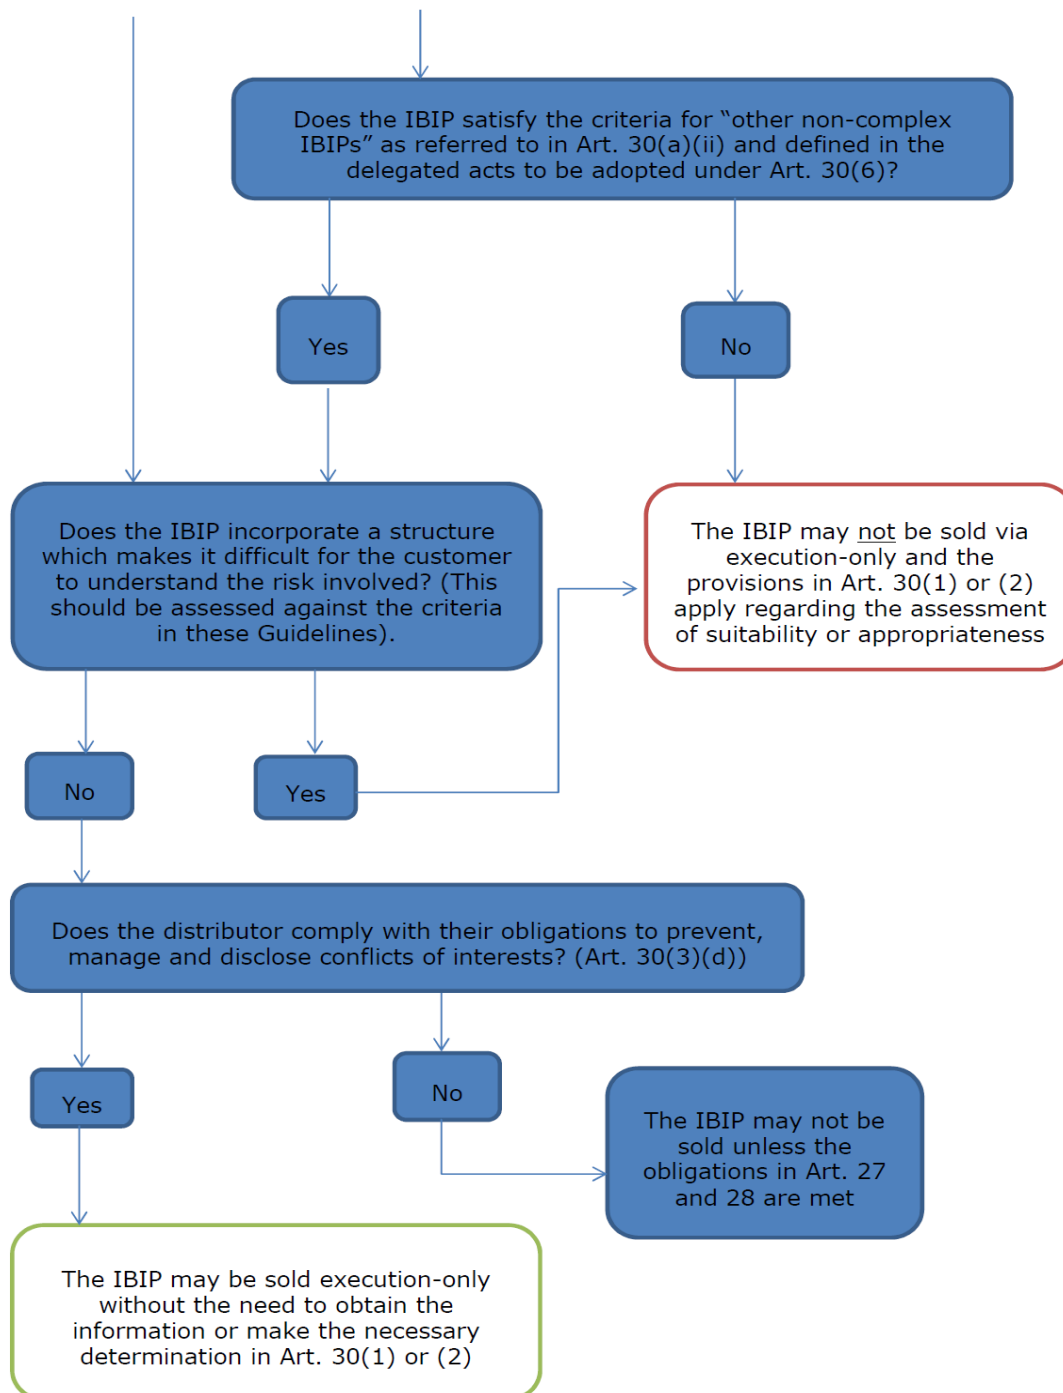 Does the IBIP satisfy the criteria for “other non-complex
IBIPs” as referred to in Art. 30(a)(ii) and defined in the
delegated acts to be adopted under Art. 30(6)?
Yes
No
Does the IBIP incorporate a structure
which makes it difficult for the customer
to understand the risk involved? (This
should be assessed against the criteria
in these Guidelines).
The IBIP may not be sold via
execution-only and the
provisions in Art. 30(1) or (2)
apply regarding the assessment
of suitability or appropriateness
No
Yes
Does the distributor comply with their obligations to prevent,
manage and disclose conflicts of interests? (Art. 30(3)(d))
Yes
No
The IBIP may not be
sold unless the
obligations in Art. 27
and 28 are met
The IBIP may be sold execution-only
without the need to obtain the
information or make the necessary
determination in Art. 30(1) or (2)